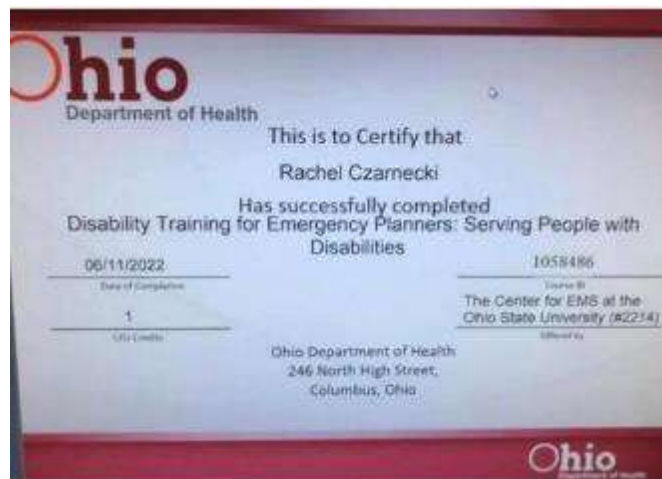 Ohio
Department of Health
This is to Certify that
Rachel Czarnecki
Has successfully completed
Disability Training for Emergency Planners: Serving People with
Disabilities
06/11/2022
Date of Completion
1058486
Course ID
1
CEU Credits
The Center for EMS at the
Ohio State University (#2214)
Offered by
Ohio Department of Health
246 North High Street,
Columbus, Ohio
Ohio
Department of Health